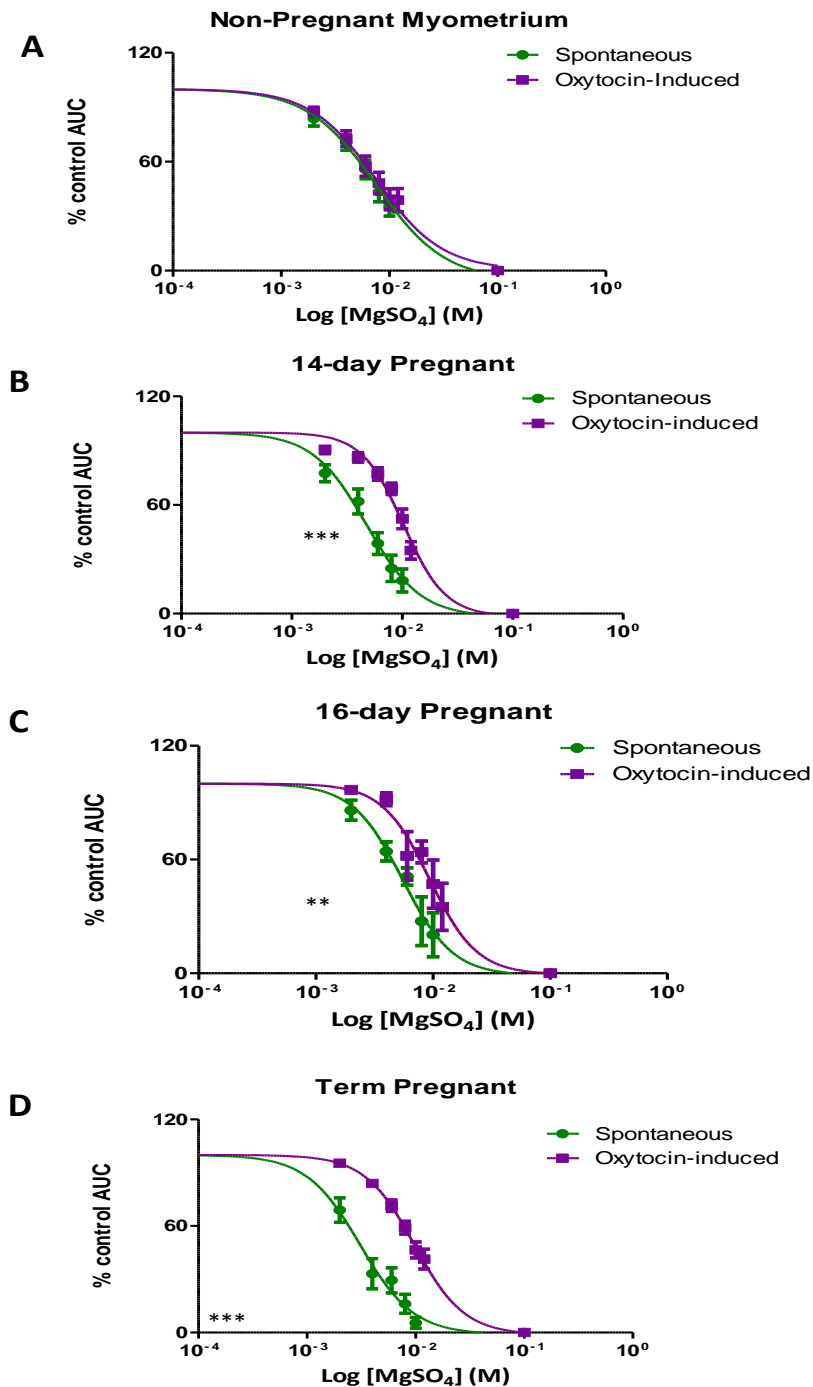 Non-Pregnant Myometrium
A
120
Spontaneous
Oxytocin-Induced
% control AUC
60
0
10⁻⁴ 10⁻³ 10⁻² 10⁻¹ 10⁰
Log [MgSO₄] (M)
14-day Pregnant
B
120
Spontaneous
Oxytocin-induced
% control AUC
60
***
0
10⁻⁴ 10⁻³ 10⁻² 10⁻¹ 10⁰
Log [MgSO₄] (M)
16-day Pregnant
C
120
Spontaneous
Oxytocin-induced
% control AUC
60
**
0
10⁻⁴ 10⁻³ 10⁻² 10⁻¹ 10⁰
Log [MgSO₄] (M)
Term Pregnant
D
120
Spontaneous
Oxytocin-induced
% control AUC
60
***
0
10⁻⁴ 10⁻³ 10⁻² 10⁻¹ 10⁰
Log [MgSO₄] (M)